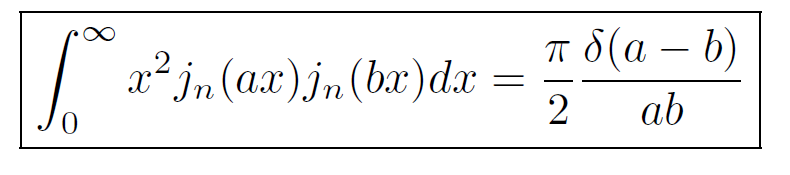 ∫₀^∞ x² jₙ(ax) jₙ(bx) dx = (π/2) (δ(a − b)/(ab))